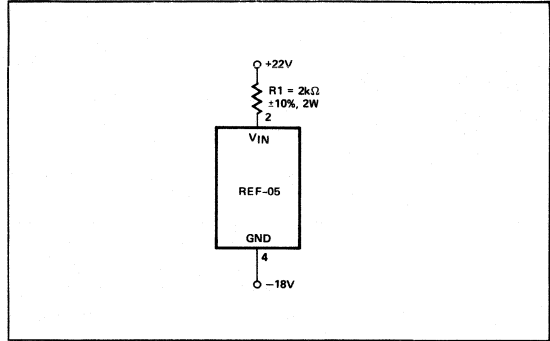 +22V
R1 = 2kΩ
±10%, 2W
2
VIN
REF-05
GND
4
−18V